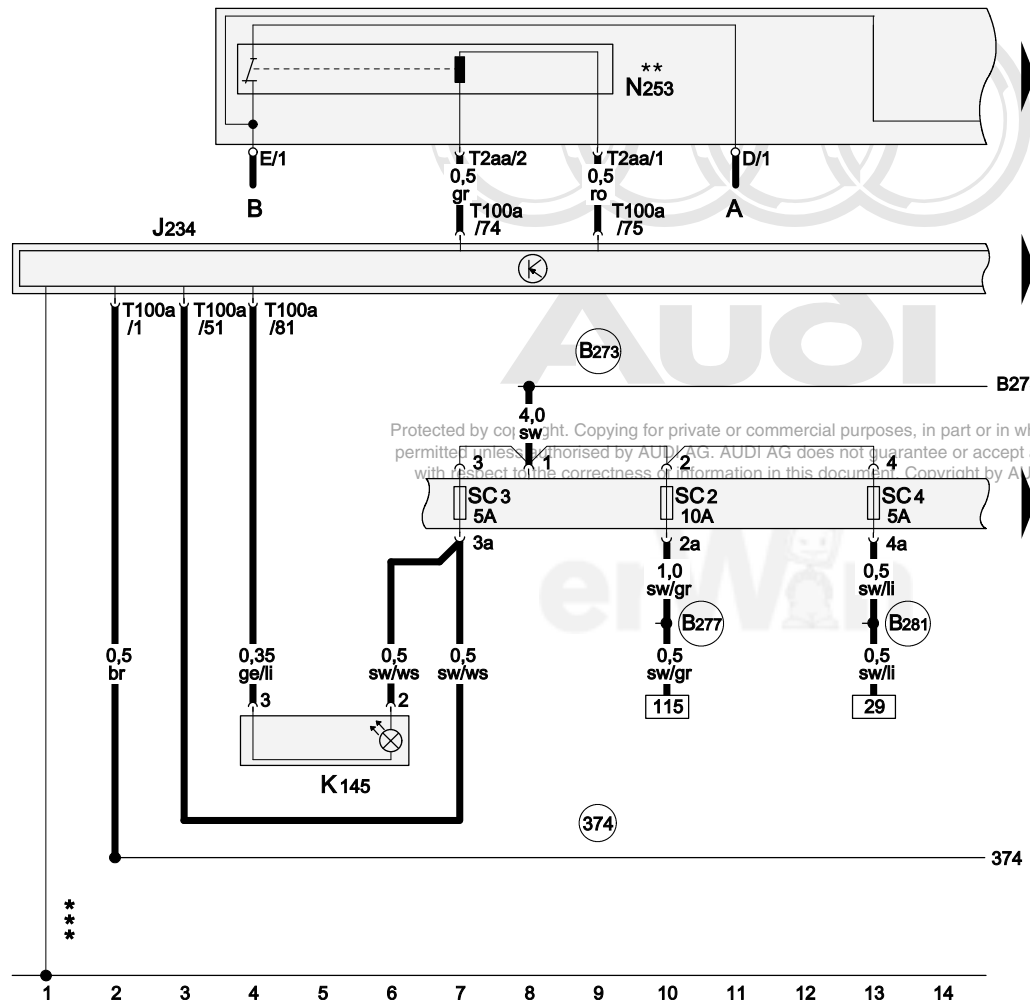 **
N253
E/1
T2aa/2
T2aa/1
D/1
0,5
gr
0,5
ro
B
A
T100a
/74
T100a
/75
J234
T100a
/1
T100a
/51
T100a
/81
Audi
B273
B27
4,0
sw
Protected by copyright. Copying for private or commercial purposes, in part or in wh
permitted unless authorised by AUDI AG. AUDI AG does not guarantee or accept
with respect to the correctness of information in this document. Copyright by AU
3
1
2
4
SC3
5A
SC2
10A
SC4
5A
3a
2a
4a
erWin
1,0
sw/gr
0,5
sw/li
B277
B281
0,5
br
0,35
ge/li
0,5
sw/ws
0,5
sw/ws
0,5
sw/gr
0,5
sw/li
3
2
115
29
K145
374
374
***
1 2 3 4 5 6 7 8 9 10 11 12 13 14